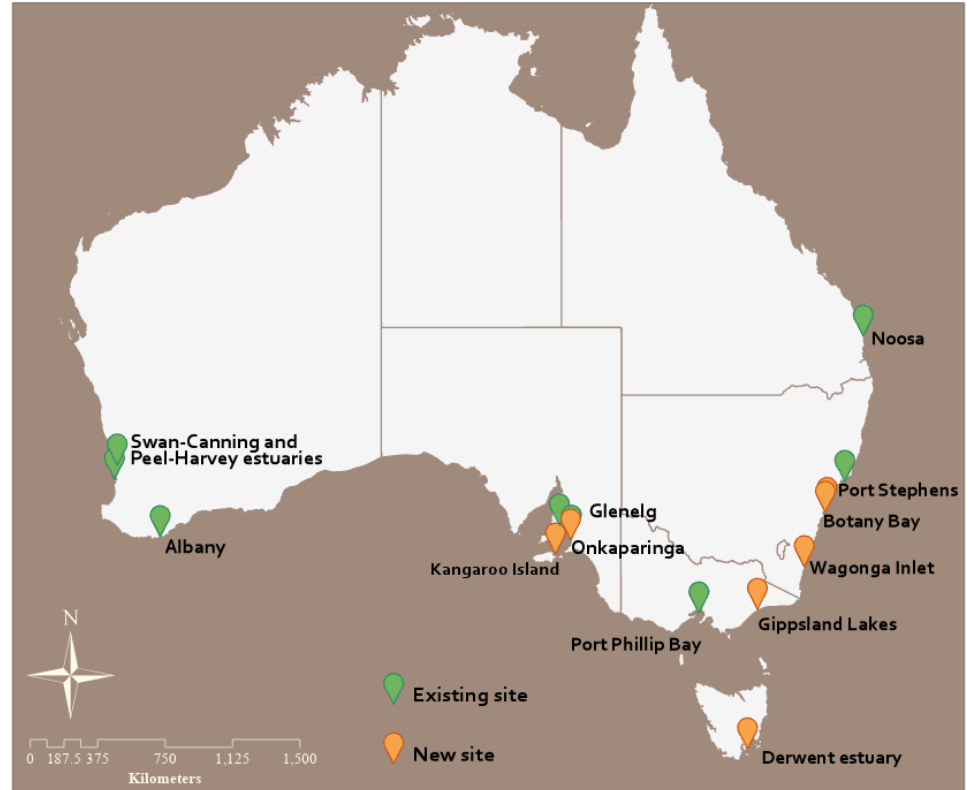 Noosa
Swan-Canning and
Peel-Harvey estuaries
Port Stephens
Glenelg
Botany Bay
Albany
Onkaparinga
Kangaroo Island
Wagonga Inlet
Gippsland Lakes
Port Phillip Bay
N
Existing site
New site
Derwent estuary
0 187.5 375 750 1,125 1,500
Kilometers